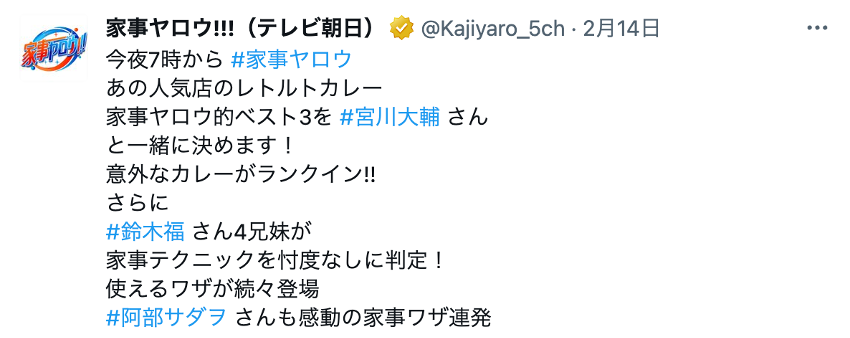 家事ヤロウ!!!（テレビ朝日） @Kajiyaro_5ch · 2月14日
家事ヤロウ!
今夜7時から #家事ヤロウ
あの人気店のレトルトカレー
家事ヤロウ的ベスト3を #宮川大輔 さん
と一緒に決めます！
意外なカレーがランクイン!!
さらに
#鈴木福 さん4兄妹が
家事テクニックを忖度なしに判定！
使えるワザが続々登場
#阿部サダヲ さんも感動の家事ワザ連発